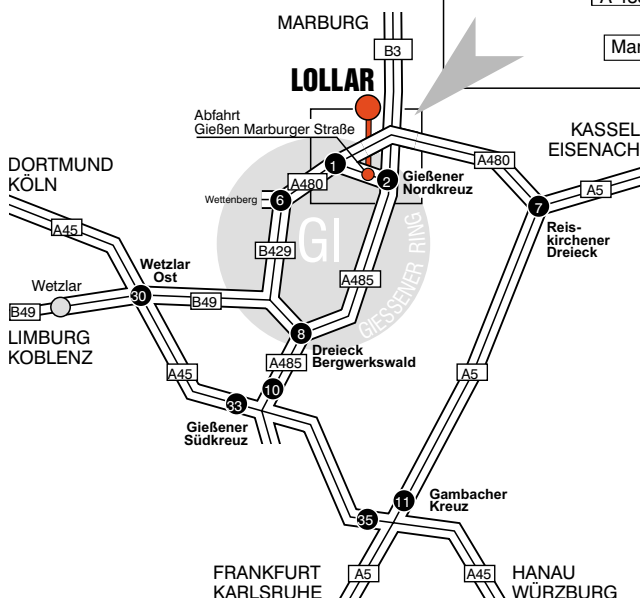 MARBURG
B3
LOLLAR
Abfahrt
Gießen Marburger Straße
KASSEL
EISENACH
DORTMUND
KÖLN
1
A480
A480
2
Gießener
Nordkreuz
A5
Wettenberg
6
7
GI
GIESSENER RING
A45
B429
Reis-
kirchener
Dreieck
Wetzlar
Ost
Wetzlar
30
B49
B49
A485
LIMBURG
KOBLENZ
8
Dreieck
Bergwerkswald
A485
A45
A5
10
33
Gießener
Südkreuz
11
Gambacher
Kreuz
35
FRANKFURT
KARLSRUHE
A5
A45
HANAU
WÜRZBURG